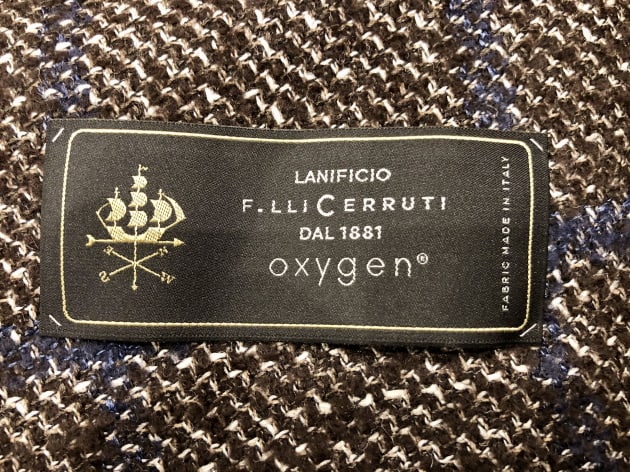 LANIFICIO
F.LLI CERRUTI
DAL 1881
oxygen®
FABRIC MADE IN ITALY